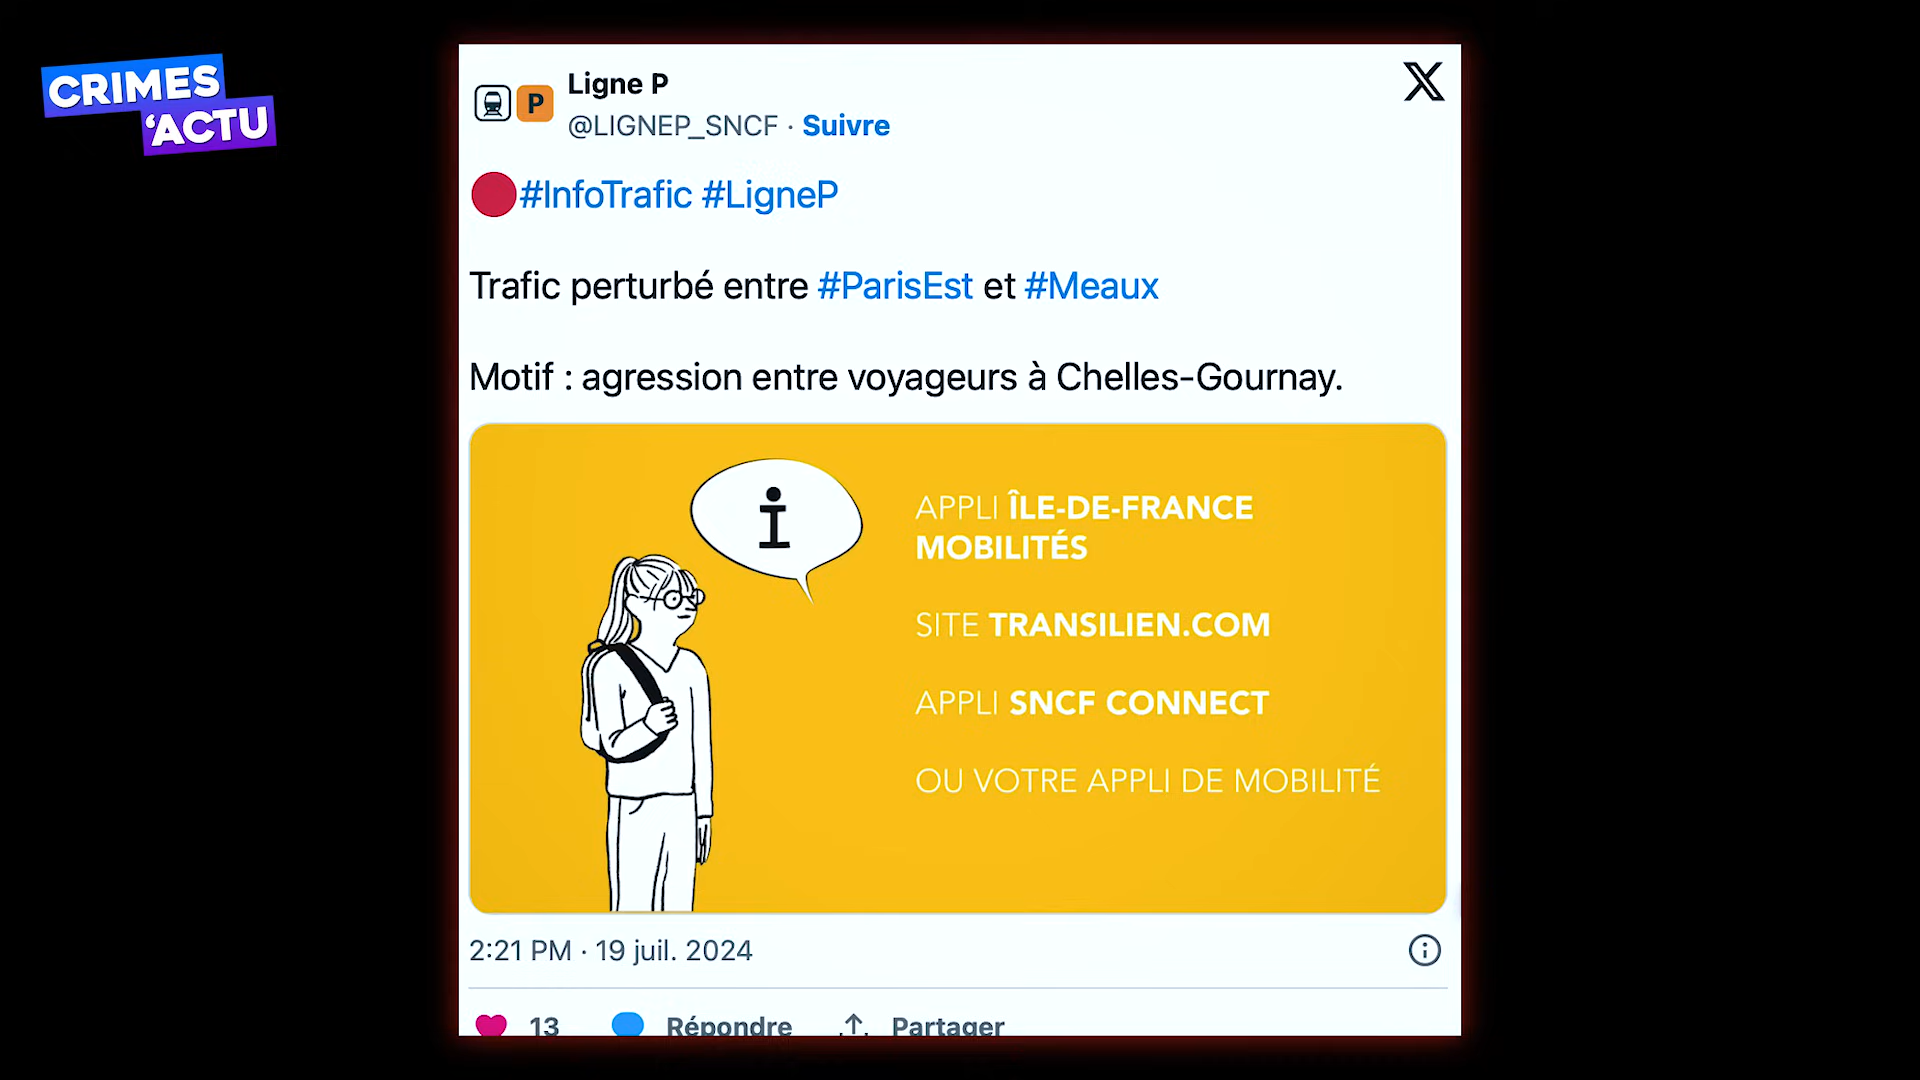 CRIMES
'ACTU
P
Ligne P
@LIGNEP_SNCF · Suivre
#InfoTrafic #LigneP
Trafic perturbé entre #ParisEst et #Meaux
Motif : agression entre voyageurs à Chelles-Gournay.
i
APPLI ÎLE-DE-FRANCE
MOBILITÉS
SITE TRANSILIEN.COM
APPLI SNCF CONNECT
OU VOTRE APPLI DE MOBILITÉ
2:21 PM · 19 juil. 2024
13 Répondre Partager